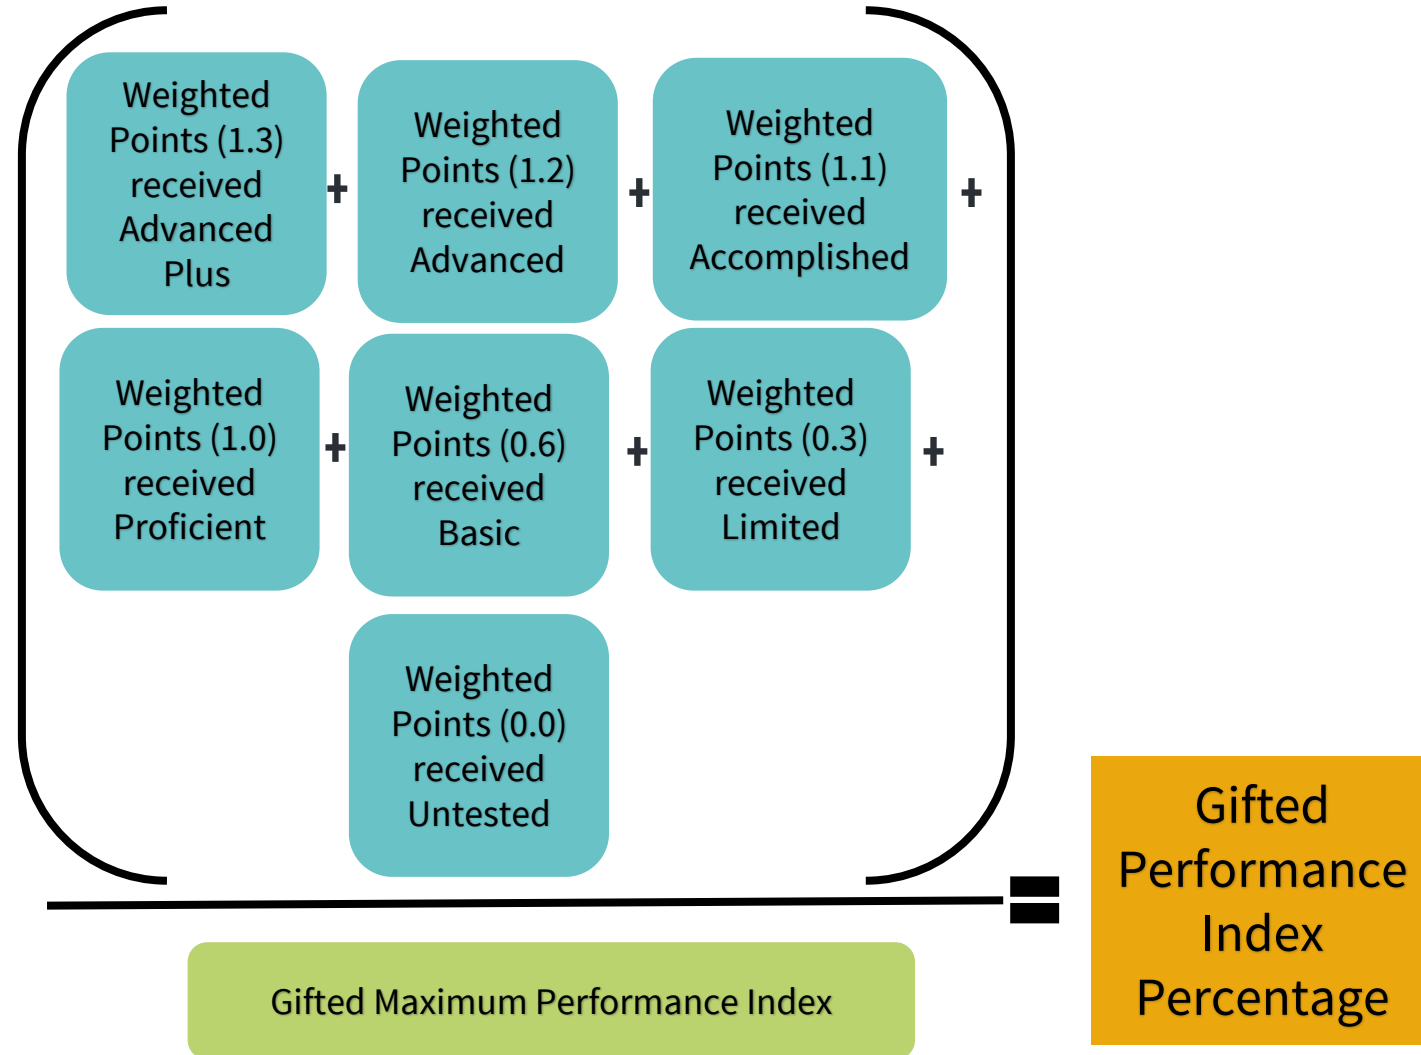 Weighted
Points (1.3)
received
Advanced
Plus
+
Weighted
Points (1.2)
received
Advanced
+
Weighted
Points (1.1)
received
Accomplished
+
Weighted
Points (1.0)
received
Proficient
+
Weighted
Points (0.6)
received
Basic
+
Weighted
Points (0.3)
received
Limited
+
Weighted
Points (0.0)
received
Untested
=
Gifted Maximum Performance Index
Gifted
Performance
Index
Percentage